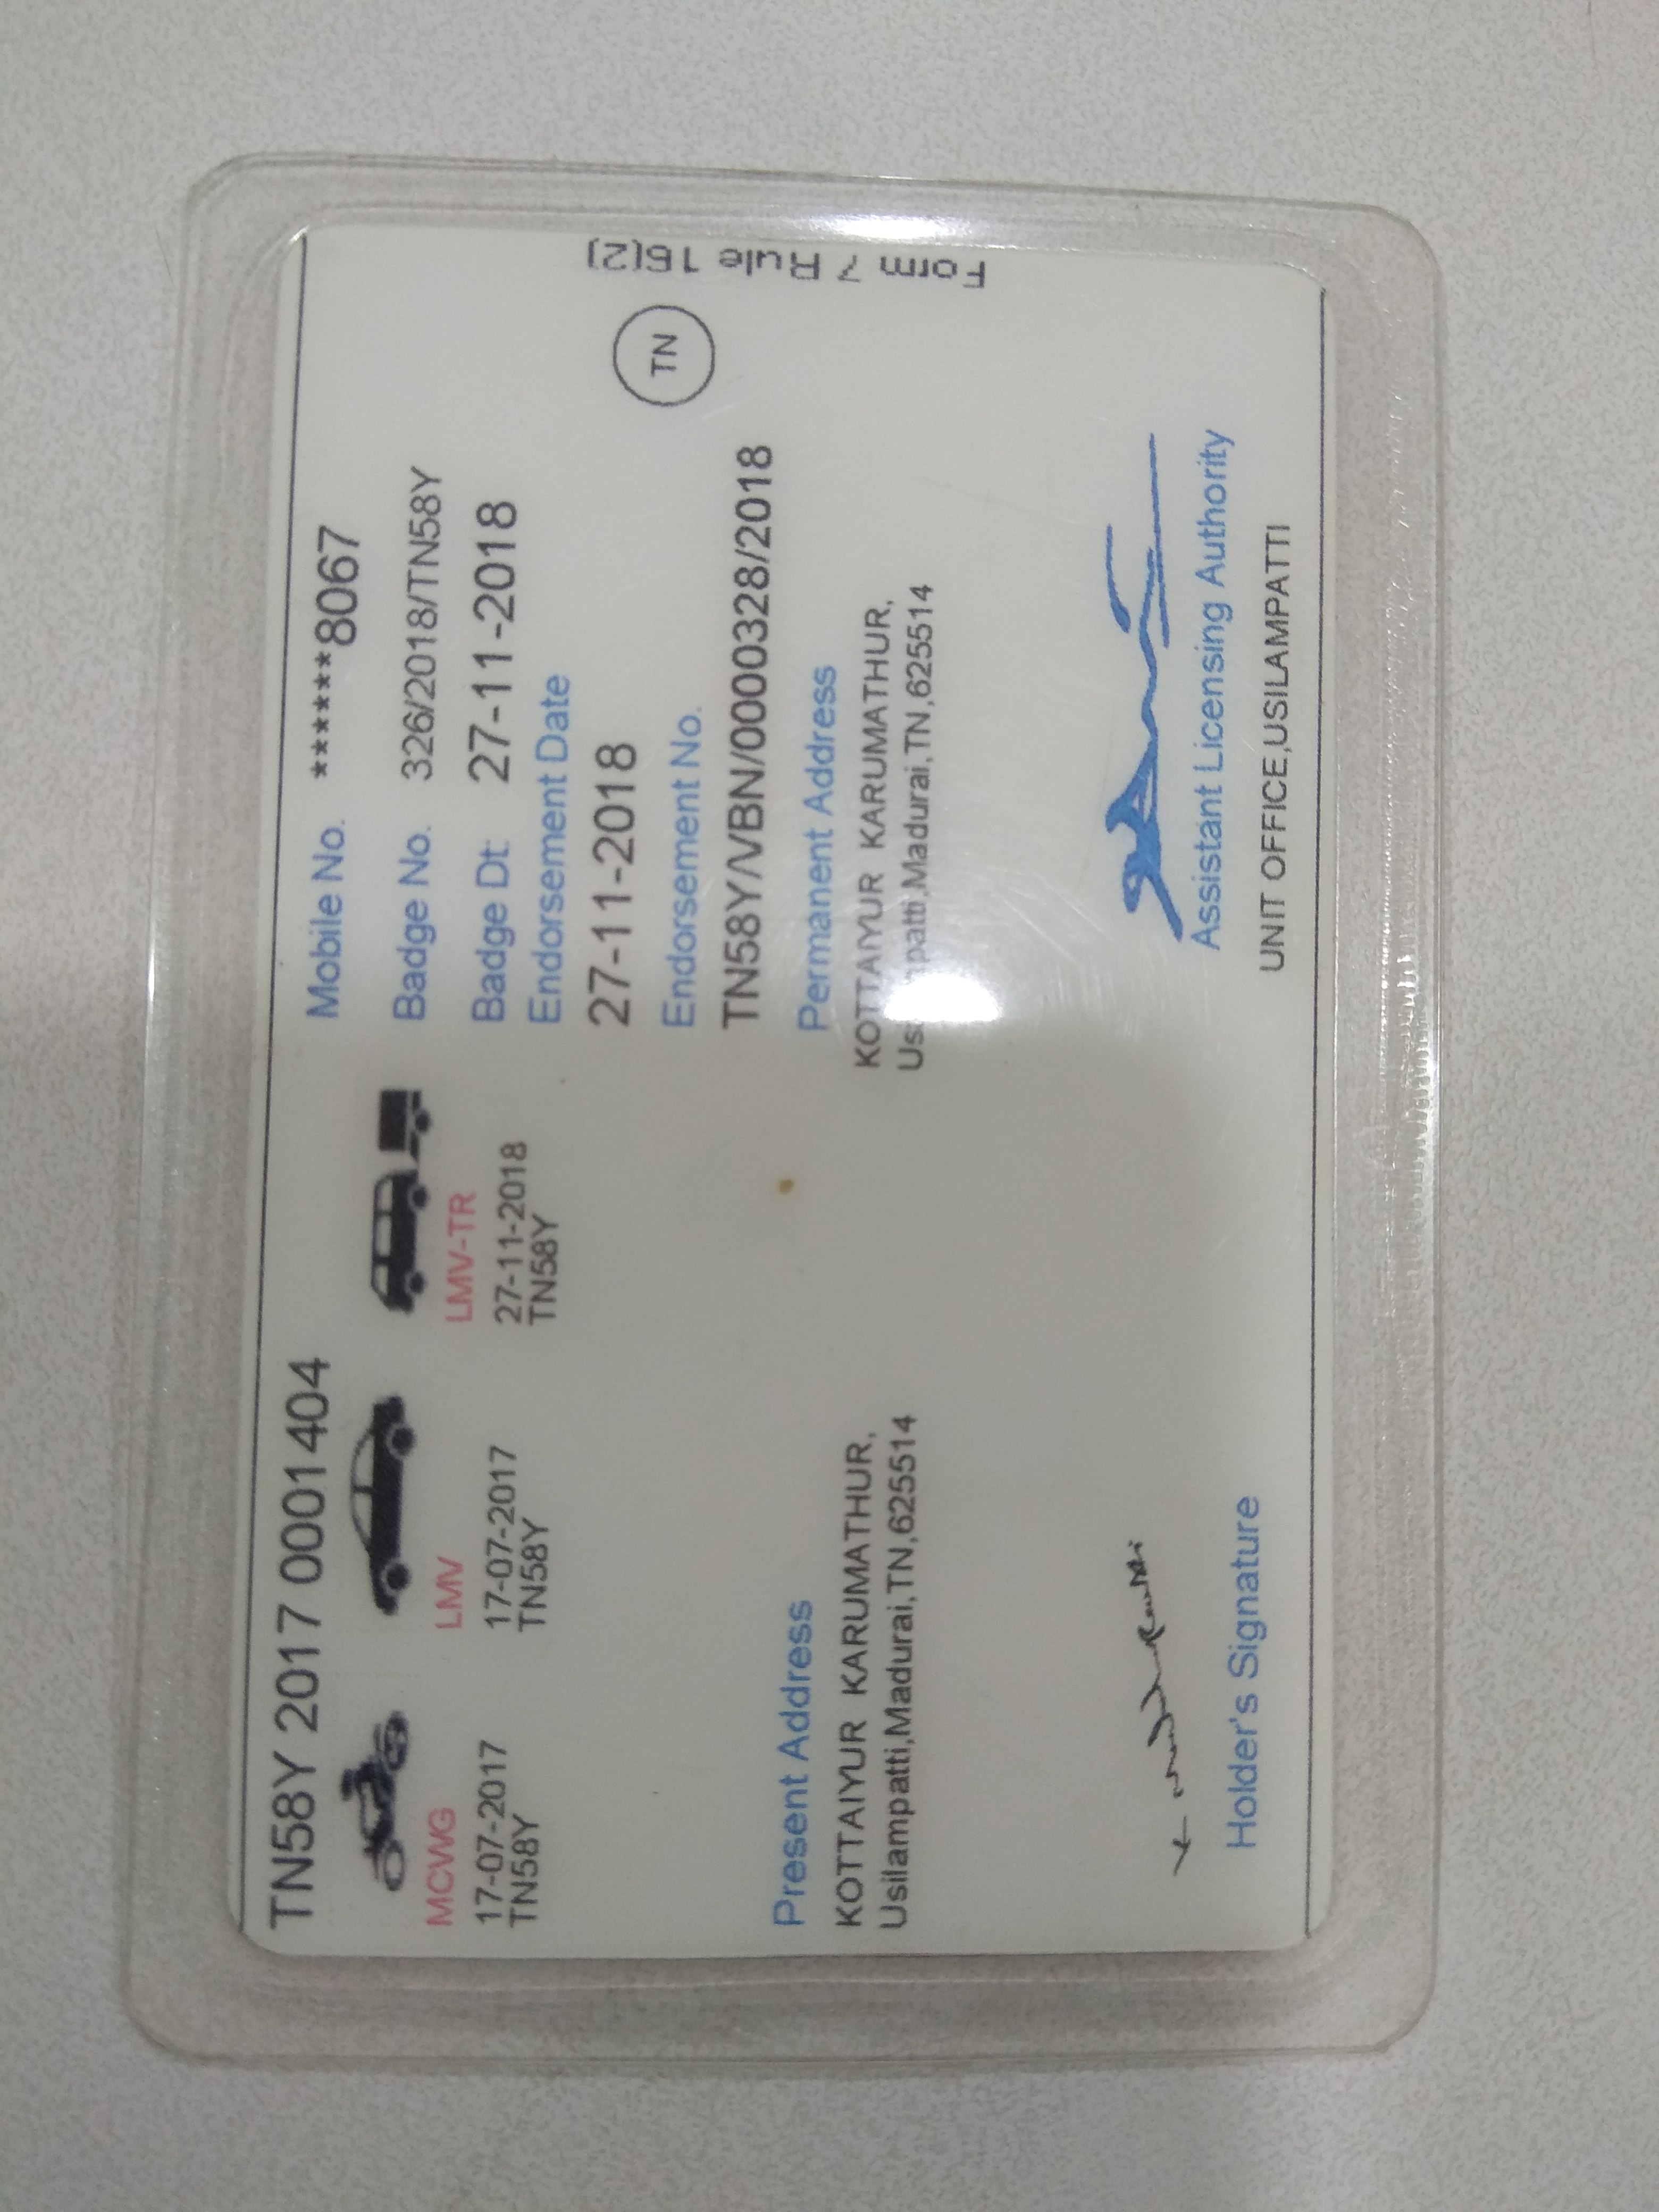 TN58Y 2017 0001404
MCWG
17-07-2017
TN58Y
LMV
17-07-2017
TN58Y
LMV-TR
27-11-2018
TN58Y
Mobile No. ******8067
Badge No. 326/2018/TN58Y
Badge Dt 27-11-2018
Endorsement Date
27-11-2018
Endorsement No.
TN58Y/VBN/0000328/2018
TN
Form 7 Rule 16(2)
Present Address
KOTTAIYUR KARUMATHUR,
Usilampatti,Madurai,TN,625514
Permanent Address
KOTTAIYUR KARUMATHUR,
Usilampatti,Madurai,TN,625514
Holder's Signature
Assistant Licensing Authority
UNIT OFFICE,USILAMPATTI